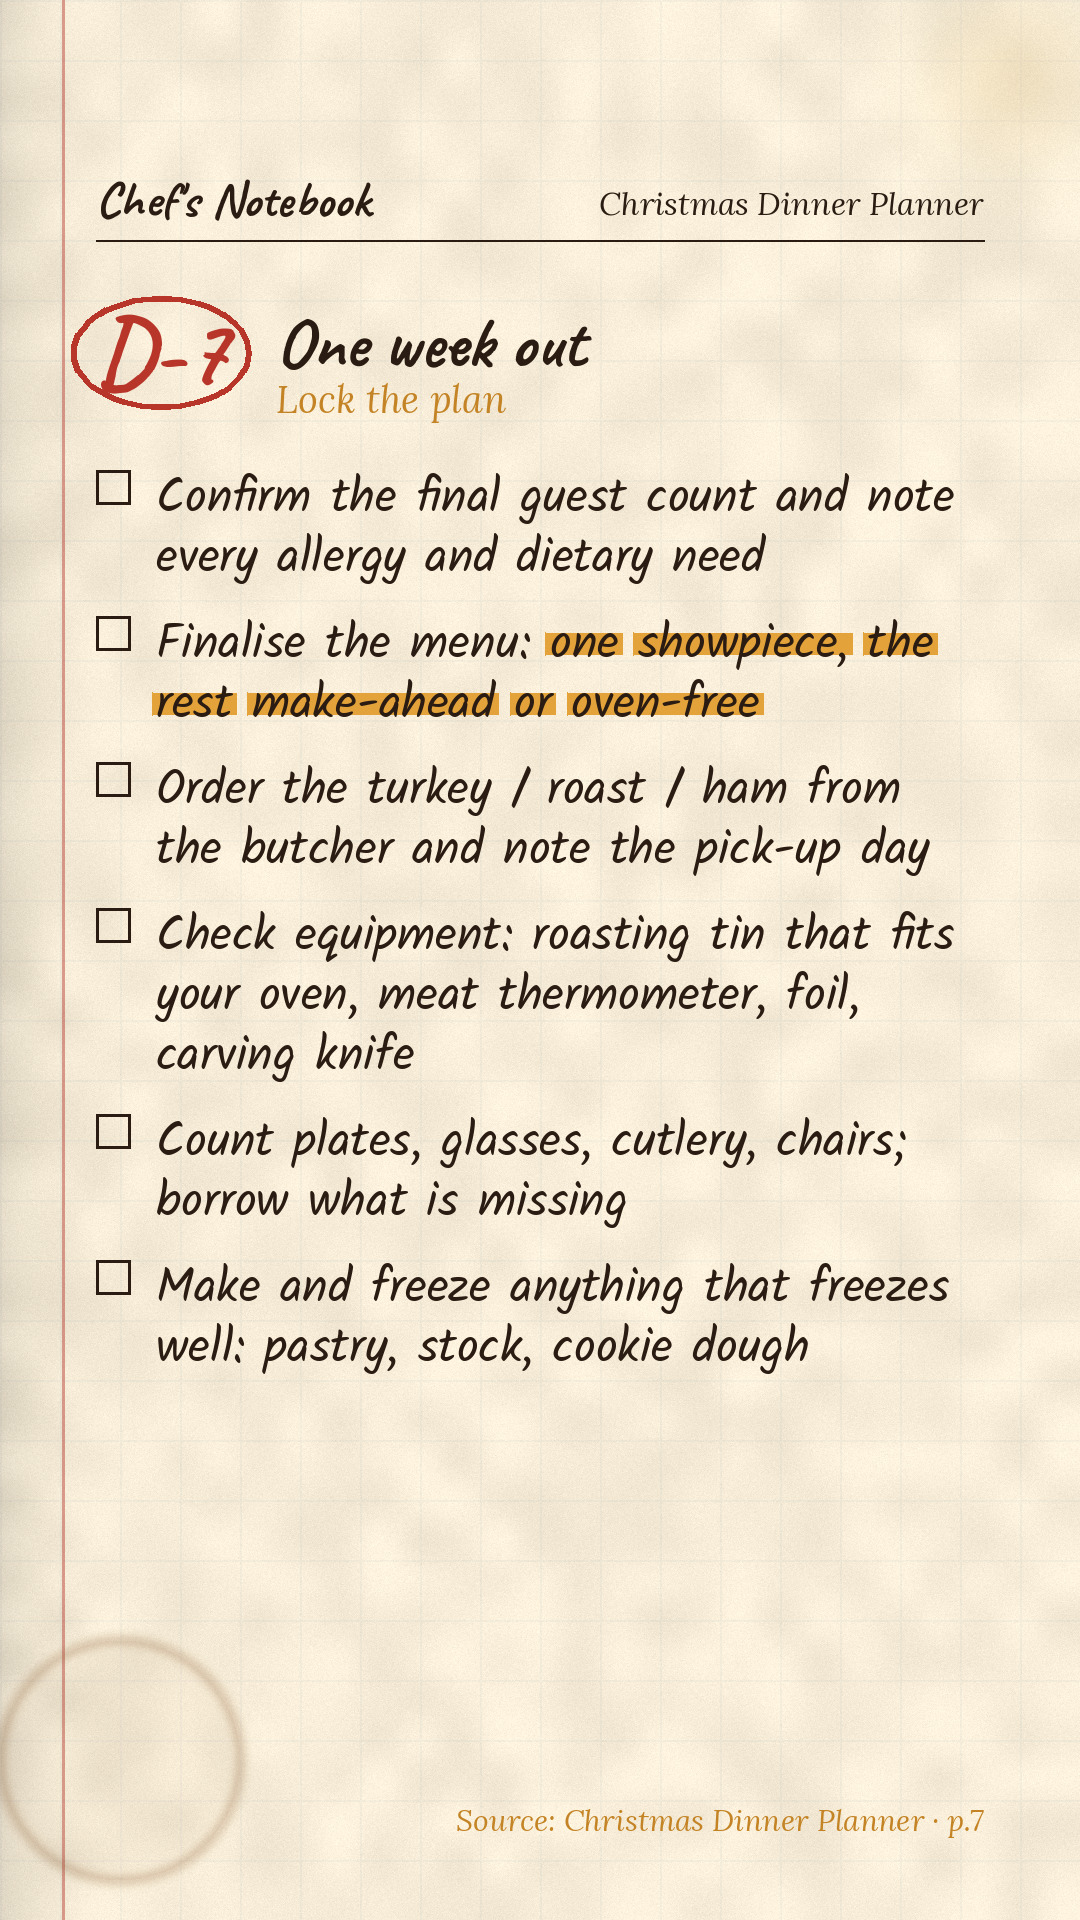 Chef's Notebook
Christmas Dinner Planner
D-7
One week out
Lock the plan
Confirm the final guest count and note
every allergy and dietary need
Finalise the menu: one showpiece, the
rest make-ahead or oven-free
Order the turkey / roast / ham from
the butcher and note the pick-up day
Check equipment: roasting tin that fits
your oven, meat thermometer, foil,
carving knife
Count plates, glasses, cutlery, chairs;
borrow what is missing
Make and freeze anything that freezes
well: pastry, stock, cookie dough
Source: Christmas Dinner Planner · p.7